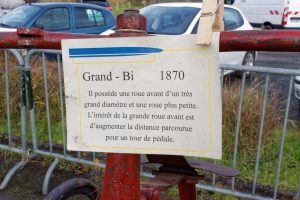 Grand - Bi 1870
Il possède une roue avant d'un très
grand diamètre et une roue plus petite.
L'intérêt de la grande roue avant est
d'augmenter la distance parcourue
pour un tour de pédale.